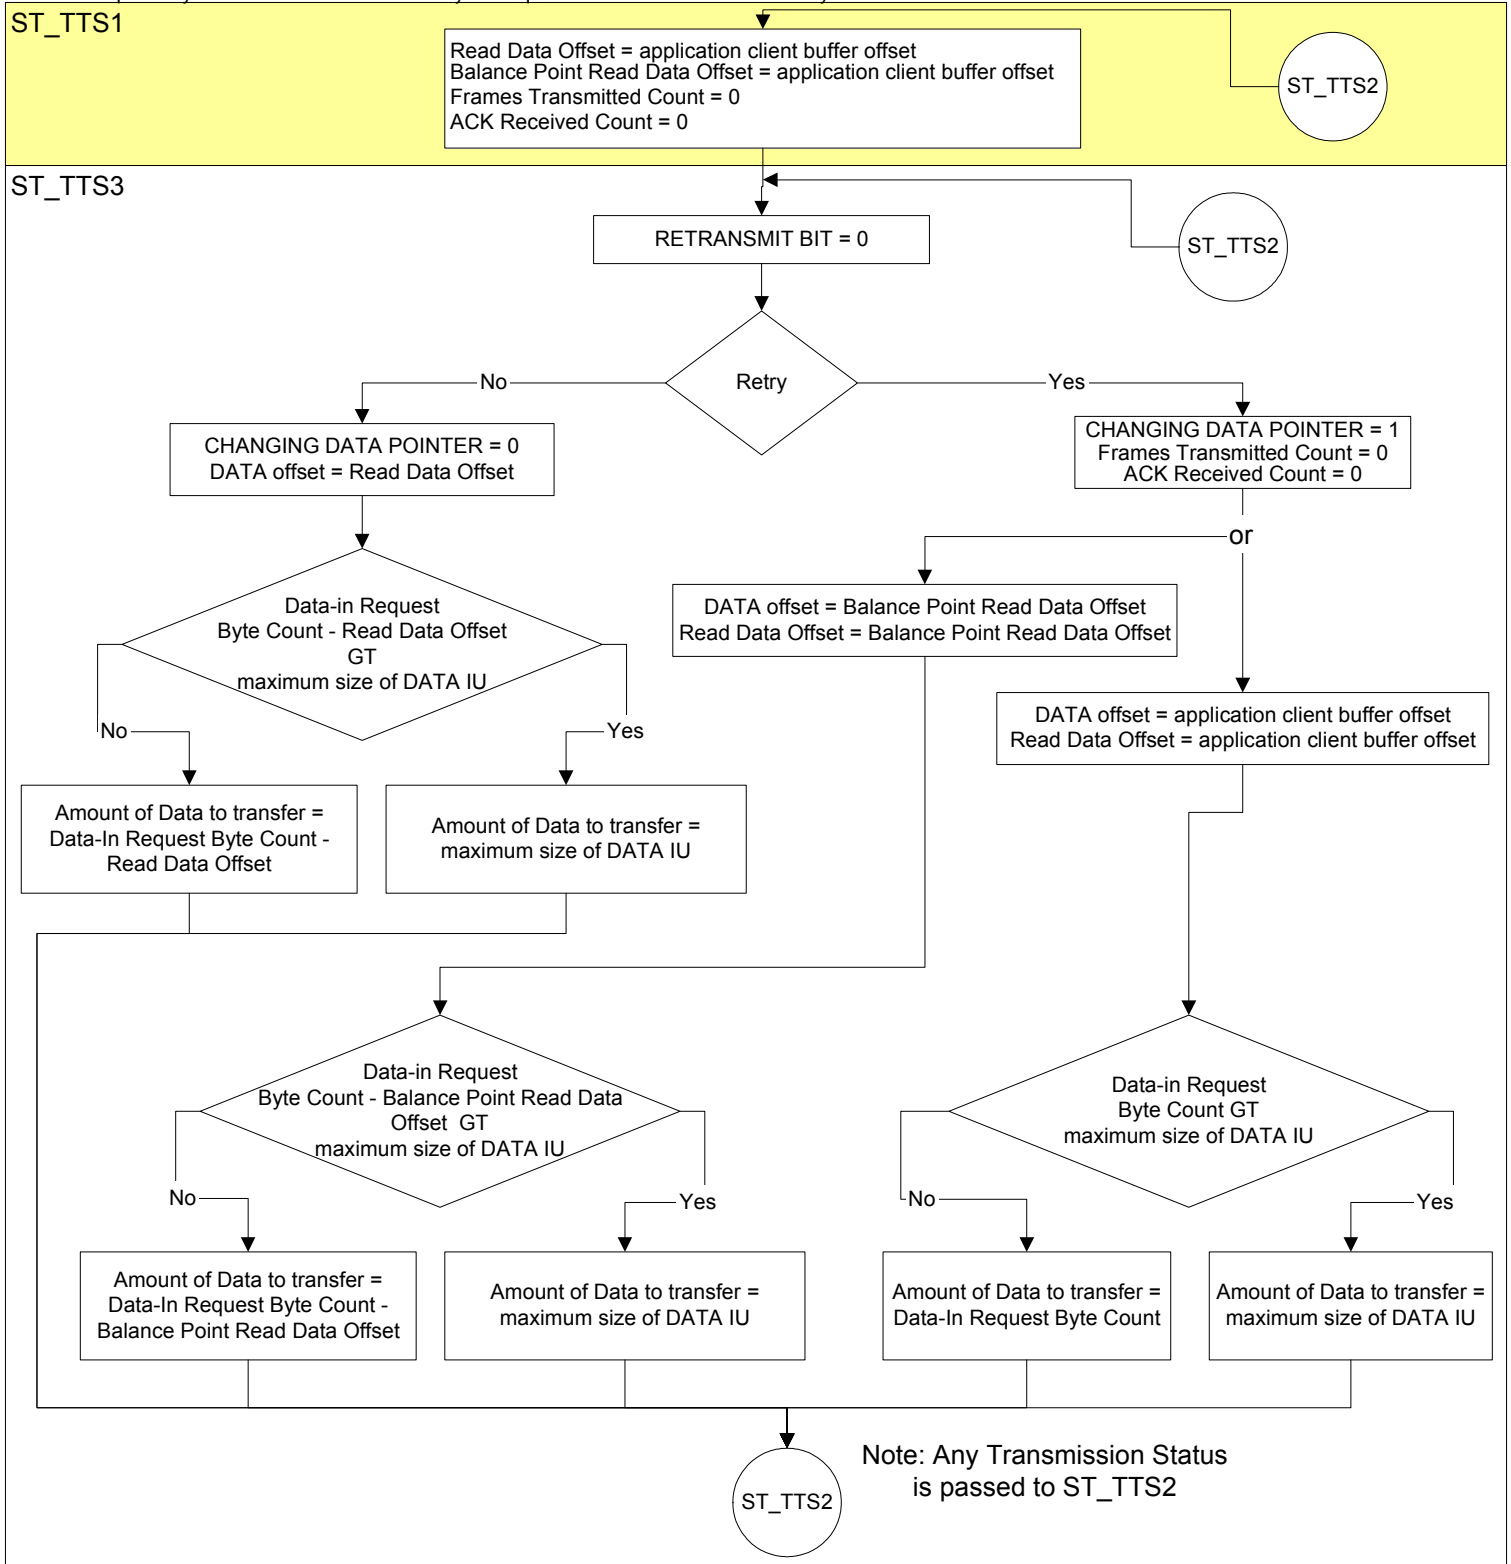 ST_TTS1
Read Data Offset = application client buffer offset
Balance Point Read Data Offset = application client buffer offset
Frames Transmitted Count = 0
ACK Received Count = 0
ST_TTS2
ST_TTS3
RETRANSMIT BIT = 0
ST_TTS2
Retry
No
Yes
CHANGING DATA POINTER = 0
DATA offset = Read Data Offset
CHANGING DATA POINTER = 1
Frames Transmitted Count = 0
ACK Received Count = 0
or
Data-in Request
Byte Count - Read Data Offset
GT
maximum size of DATA IU
DATA offset = Balance Point Read Data Offset
Read Data Offset = Balance Point Read Data Offset
DATA offset = application client buffer offset
Read Data Offset = application client buffer offset
No
Yes
Amount of Data to transfer =
Data-In Request Byte Count -
Read Data Offset
Amount of Data to transfer =
maximum size of DATA IU
Data-in Request
Byte Count - Balance Point Read Data
Offset GT
maximum size of DATA IU
Data-in Request
Byte Count GT
maximum size of DATA IU
No
Yes
No
Yes
Amount of Data to transfer =
Data-In Request Byte Count -
Balance Point Read Data Offset
Amount of Data to transfer =
maximum size of DATA IU
Amount of Data to transfer =
Data-In Request Byte Count
Amount of Data to transfer =
maximum size of DATA IU
ST_TTS2
Note: Any Transmission Status
is passed to ST_TTS2